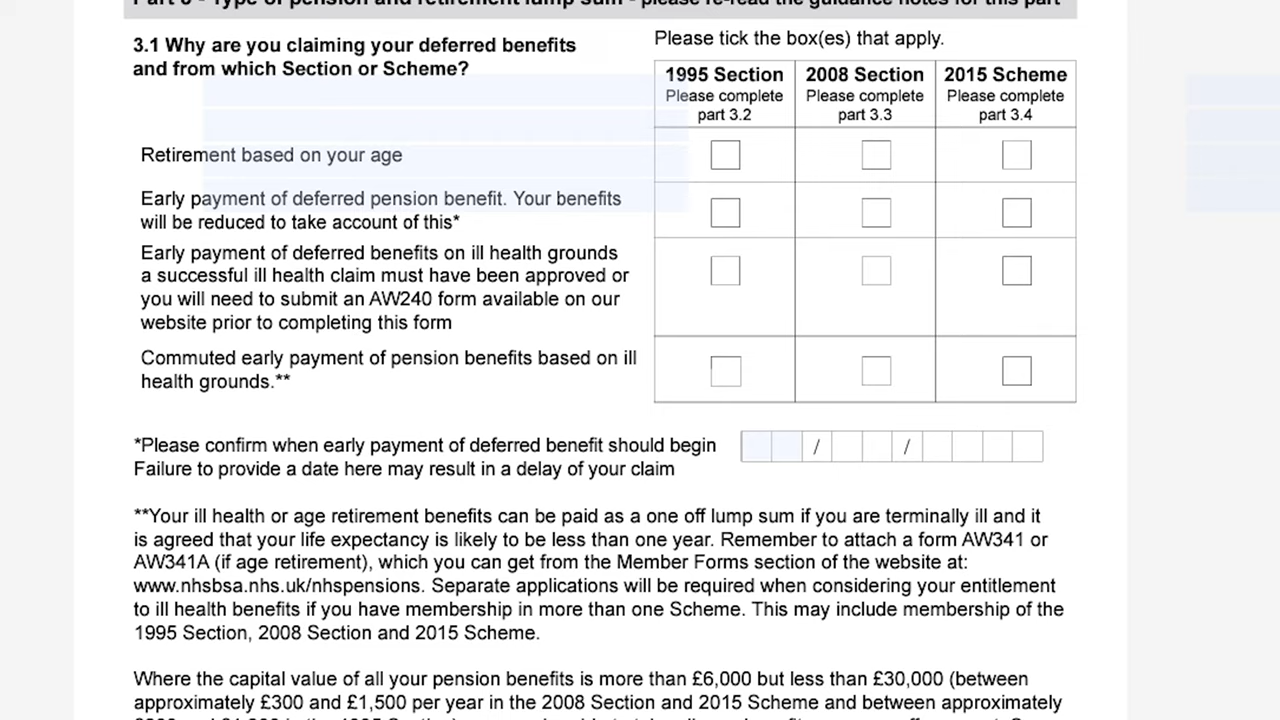 Part 3 - Type of pension and retirement lump sum - please re-read the guidance notes for this part
3.1 Why are you claiming your deferred benefits
and from which Section or Scheme?
Please tick the box(es) that apply.
1995 Section
Please complete
part 3.2
2008 Section
Please complete
part 3.3
2015 Scheme
Please complete
part 3.4
Retirement based on your age
Early payment of deferred pension benefit. Your benefits
will be reduced to take account of this*
Early payment of deferred benefits on ill health grounds
a successful ill health claim must have been approved or
you will need to submit an AW240 form available on our
website prior to completing this form
Commuted early payment of pension benefits based on ill
health grounds.**
*Please confirm when early payment of deferred benefit should begin
/ /
Failure to provide a date here may result in a delay of your claim
**Your ill health or age retirement benefits can be paid as a one off lump sum if you are terminally ill and it
is agreed that your life expectancy is likely to be less than one year. Remember to attach a form AW341 or
AW341A (if age retirement), which you can get from the Member Forms section of the website at:
www.nhsbsa.nhs.uk/nhspensions. Separate applications will be required when considering your entitlement
to ill health benefits if you have membership in more than one Scheme. This may include membership of the
1995 Section, 2008 Section and 2015 Scheme.
Where the capital value of all your pension benefits is more than £6,000 but less than £30,000 (between
approximately £300 and £1,500 per year in the 2008 Section and 2015 Scheme and between approximately